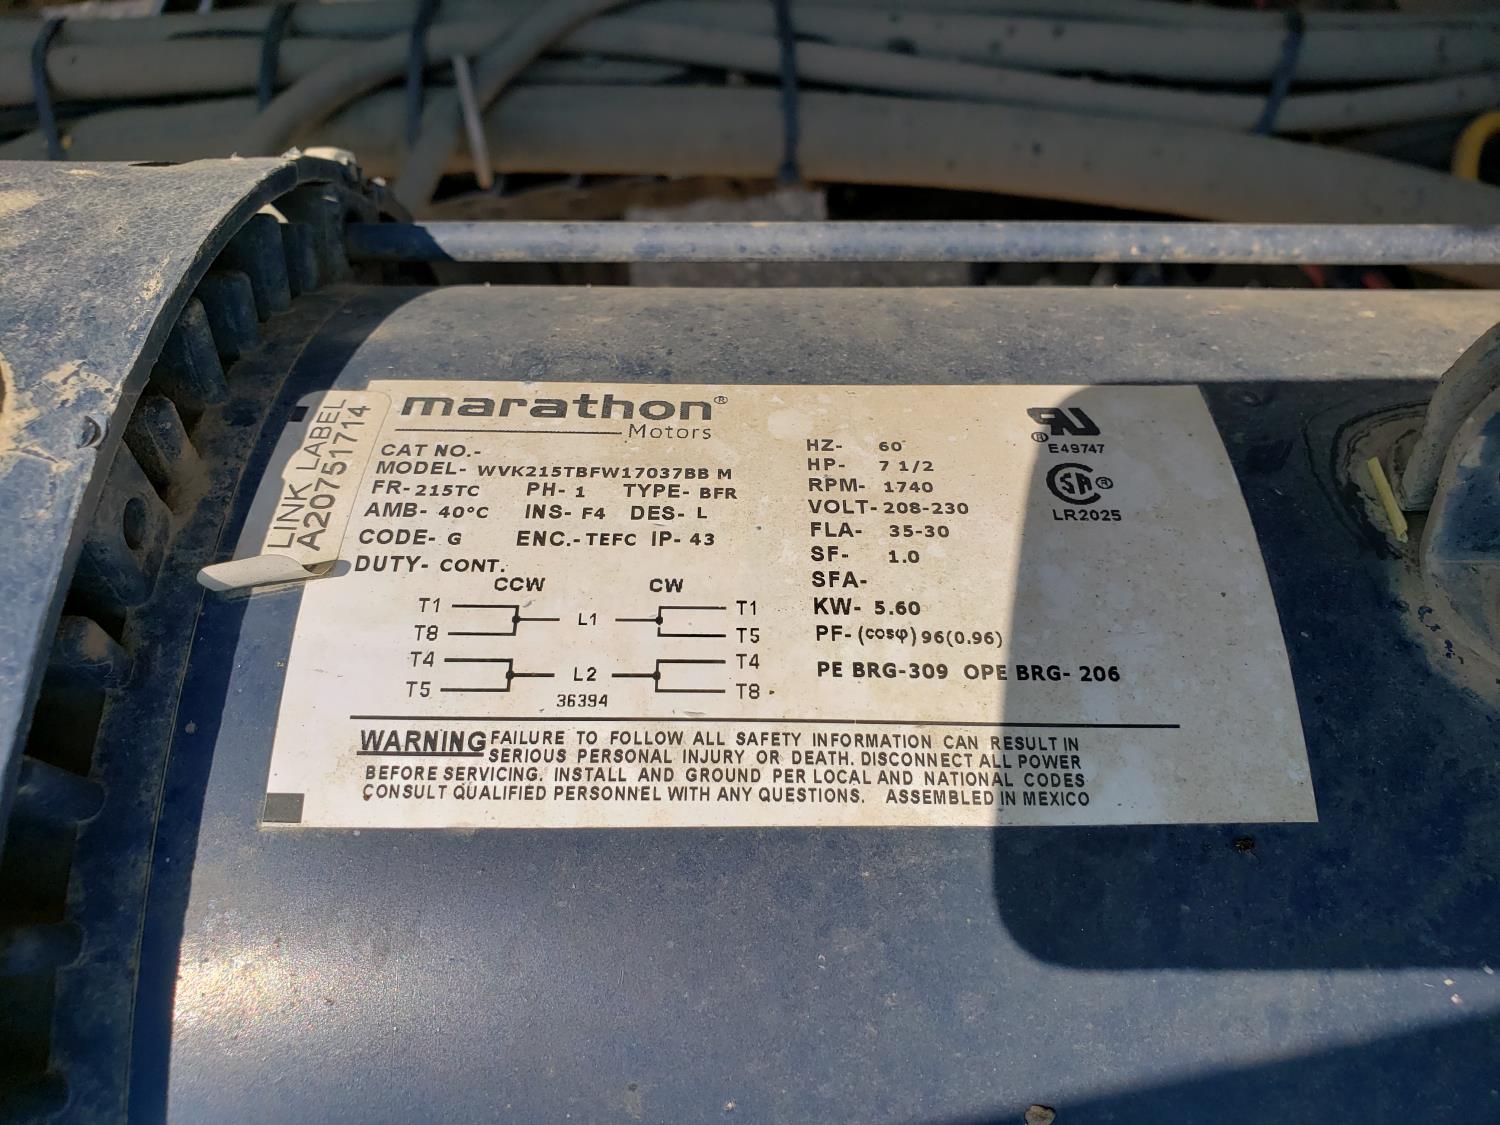 LINK LABEL
A207551714
marathon®
Motors
CAT NO.-
MODEL- WVK215TBFW17037BB M
FR- 215TC PH- 1 TYPE- BFR
AMB- 40°C INS- F4 DES- L
CODE- G ENC.- TEFC IP- 43
DUTY- CONT.
HZ- 60
HP- 7 1/2
RPM- 1740
VOLT- 208-230
FLA- 35-30
SF- 1.0
SFA-
KW- 5.60
PF- (cosφ) 96(0.96)
PE BRG-309 OPE BRG- 206
®
E49747
SA ®
LR2025
CCW CW
T1 L1 T1
T8 T5
T4 L2 T4
T5 T8
36394
WARNING FAILURE TO FOLLOW ALL SAFETY INFORMATION CAN RESULT IN
SERIOUS PERSONAL INJURY OR DEATH. DISCONNECT ALL POWER
BEFORE SERVICING. INSTALL AND GROUND PER LOCAL AND NATIONAL CODES
CONSULT QUALIFIED PERSONNEL WITH ANY QUESTIONS. ASSEMBLED IN MEXICO